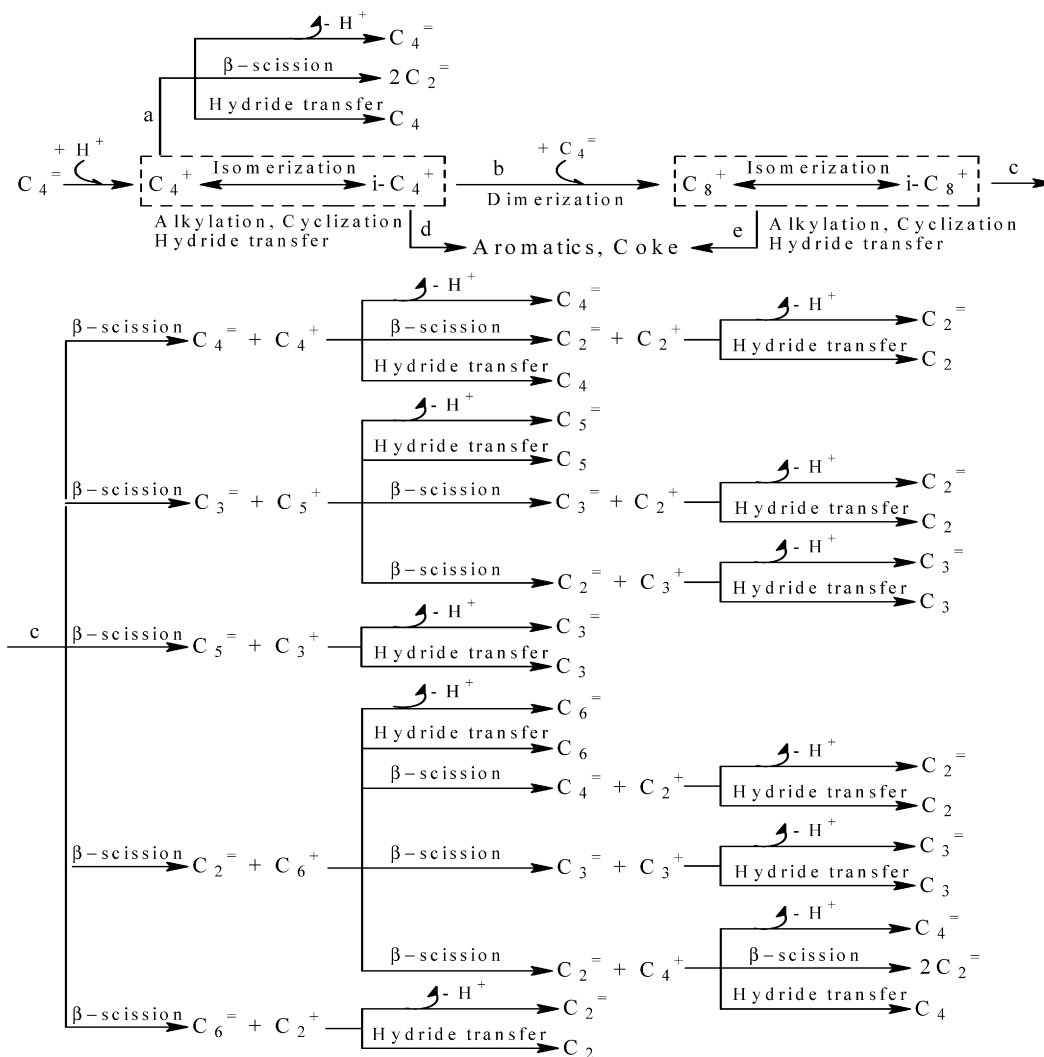 - H⁺
C₄⁼
β−scission
2C₂⁼
Hydride transfer
C₄
a
+ H⁺
C₄⁼
C₄⁺
Isomerization
i-C₄⁺
b
+ C₄⁼
Dimerization
C₈⁺
Isomerization
i-C₈⁺
c
Alkylation, Cyclization
Hydride transfer
d
Aromatics, Coke
e
Alkylation, Cyclization
Hydride transfer
- H⁺
C₄⁼
β−scission
C₄⁼ + C₄⁺
β−scission
C₂⁼ + C₂⁺
- H⁺
C₂⁼
Hydride transfer
C₂
Hydride transfer
C₄
- H⁺
C₅⁼
Hydride transfer
C₅
β−scission
C₃⁼ + C₅⁺
β−scission
C₃⁼ + C₂⁺
- H⁺
C₂⁼
Hydride transfer
C₂
β−scission
C₂⁼ + C₃⁺
- H⁺
C₃⁼
Hydride transfer
C₃
c
β−scission
C₅⁼ + C₃⁺
- H⁺
C₃⁼
Hydride transfer
C₃
- H⁺
C₆⁼
Hydride transfer
C₆
β−scission
C₄⁼ + C₂⁺
- H⁺
C₂⁼
Hydride transfer
C₂
β−scission
C₂⁼ + C₆⁺
β−scission
C₃⁼ + C₃⁺
- H⁺
C₃⁼
Hydride transfer
C₃
β−scission
C₂⁼ + C₄⁺
- H⁺
C₄⁼
β−scission
2C₂⁼
Hydride transfer
C₄
β−scission
C₆⁼ + C₂⁺
- H⁺
C₂⁼
Hydride transfer
C₂